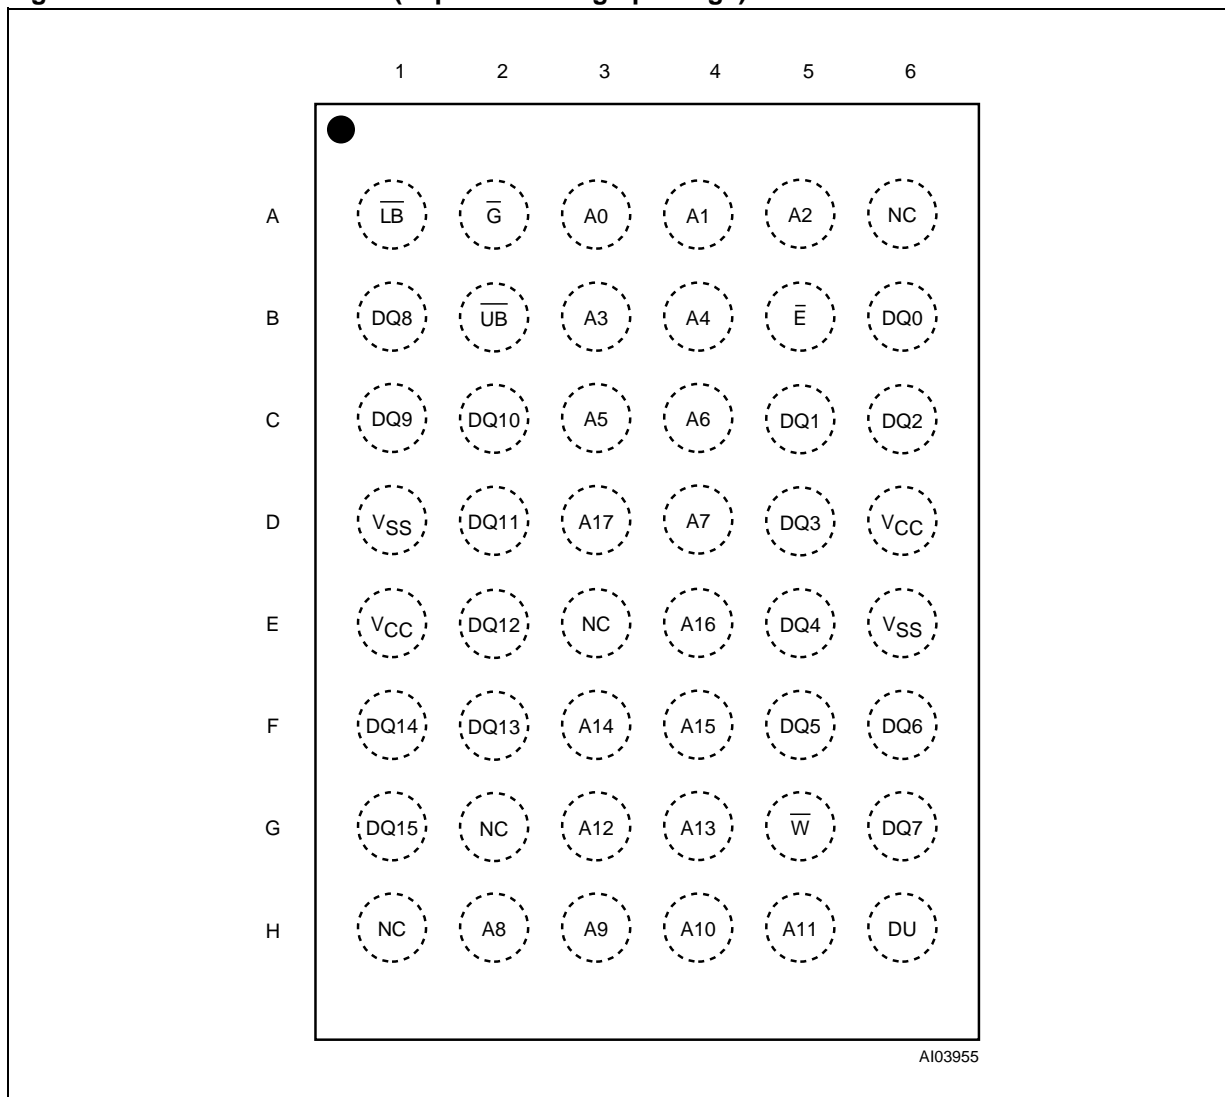 1 2 3 4 5 6
A L̅B̅ G̅ A0 A1 A2 NC
B DQ8 U̅B̅ A3 A4 E̅ DQ0
C DQ9 DQ10 A5 A6 DQ1 DQ2
D VSS DQ11 A17 A7 DQ3 VCC
E VCC DQ12 NC A16 DQ4 VSS
F DQ14 DQ13 A14 A15 DQ5 DQ6
G DQ15 NC A12 A13 W̅ DQ7
H NC A8 A9 A10 A11 DU
AI03955